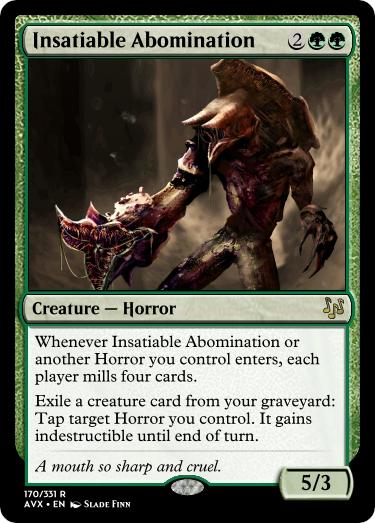 Insatiable Abomination 2
Creature — Horror
Whenever Insatiable Abomination or
another Horror you control enters, each
player mills four cards.
Exile a creature card from your graveyard:
Tap target Horror you control. It gains
indestructible until end of turn.
A mouth so sharp and cruel.
5/3
170/331 R
AVX • EN Slade Finn